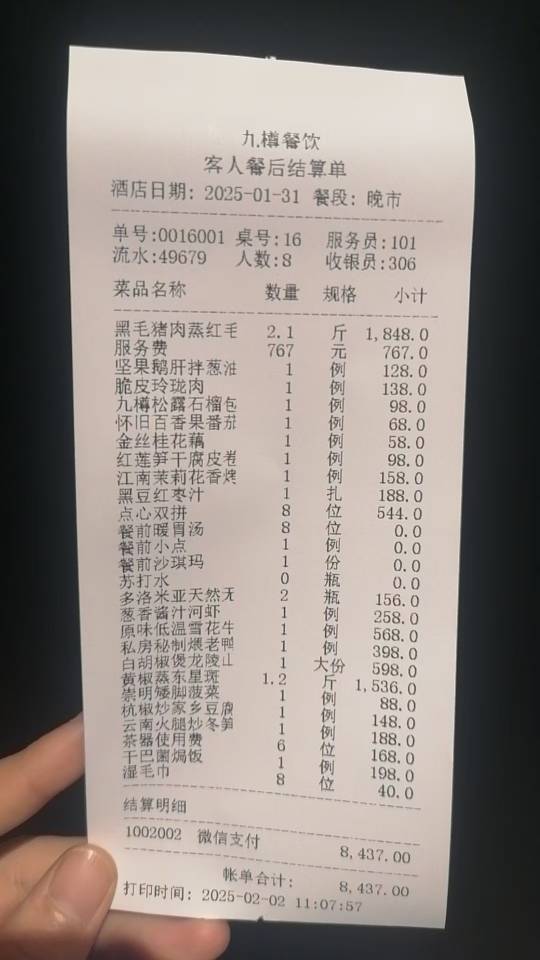 九樽餐饮
客人餐后结算单
酒店日期: 2025-01-31 餐段: 晚市
单号:0016001 桌号:16 服务员:101
流水:49679 人数:8 收银员:306
菜品名称 数量 规格 小计
黑毛猪肉蒸红毛 2.1 斤 1,848.0
服务费 767 元 767.0
坚果鹅肝拌葱油 1 例 128.0
脆皮玲珑肉 1 例 138.0
九樽松露石榴包 1 例 98.0
怀旧百香果番茄 1 例 68.0
金丝桂花藕 1 例 58.0
红莲笋干腐皮卷 1 例 98.0
江南茉莉花香烤 1 例 158.0
黑豆红枣汁 1 扎 188.0
点心双拼 8 位 544.0
餐前暖胃汤 8 位 0.0
餐前小点 1 例 0.0
餐前沙琪玛 1 份 0.0
苏打水 0 瓶 0.0
多洛米亚天然无 2 瓶 156.0
葱香酱汁河虾 1 例 258.0
原味低温雪花牛 1 例 568.0
私房秘制煨老鸭 1 例 398.0
白胡椒煲龙陵山 1 大份 598.0
黄椒蒸东星斑 1.2 斤 1,536.0
崇明矮脚菠菜 1 例 88.0
杭椒炒家乡豆腐 1 例 148.0
云南火腿炒冬笋 1 例 188.0
茶器使用费 6 位 168.0
干巴菌焗饭 1 例 198.0
湿毛巾 8 位 40.0
结算明细
1002002 微信支付 8,437.00
帐单合计: 8,437.00
打印时间: 2025-02-02 11:07:57